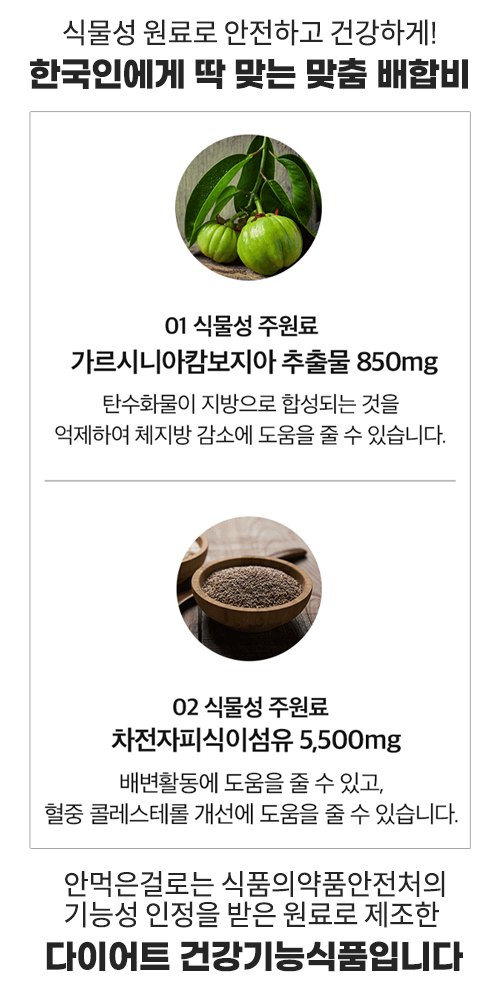 식물성 원료로 안전하고 건강하게!
한국인에게 딱 맞는 맞춤 배합비
01 식물성 주원료
가르시니아캄보지아 추출물 850mg
탄수화물이 지방으로 합성되는 것을
억제하여 체지방 감소에 도움을 줄 수 있습니다.
02 식물성 주원료
차전자피식이섬유 5,500mg
배변활동에 도움을 줄 수 있고,
혈중 콜레스테롤 개선에 도움을 줄 수 있습니다.
안먹은걸로는 식품의약품안전처의
기능성 인정을 받은 원료로 제조한
다이어트 건강기능식품입니다